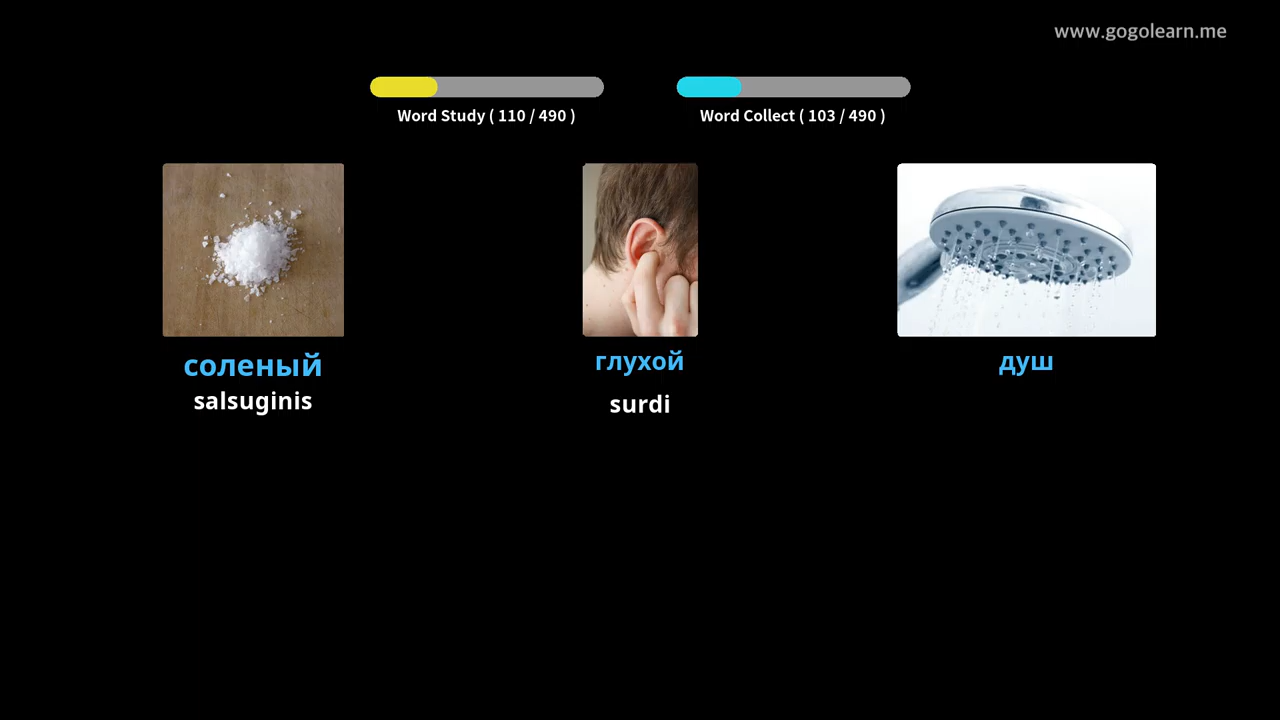 www.gogolearn.me
Word Study ( 110 / 490 )
Word Collect ( 103 / 490 )
соленый
salsuginis
глухой
surdi
душ